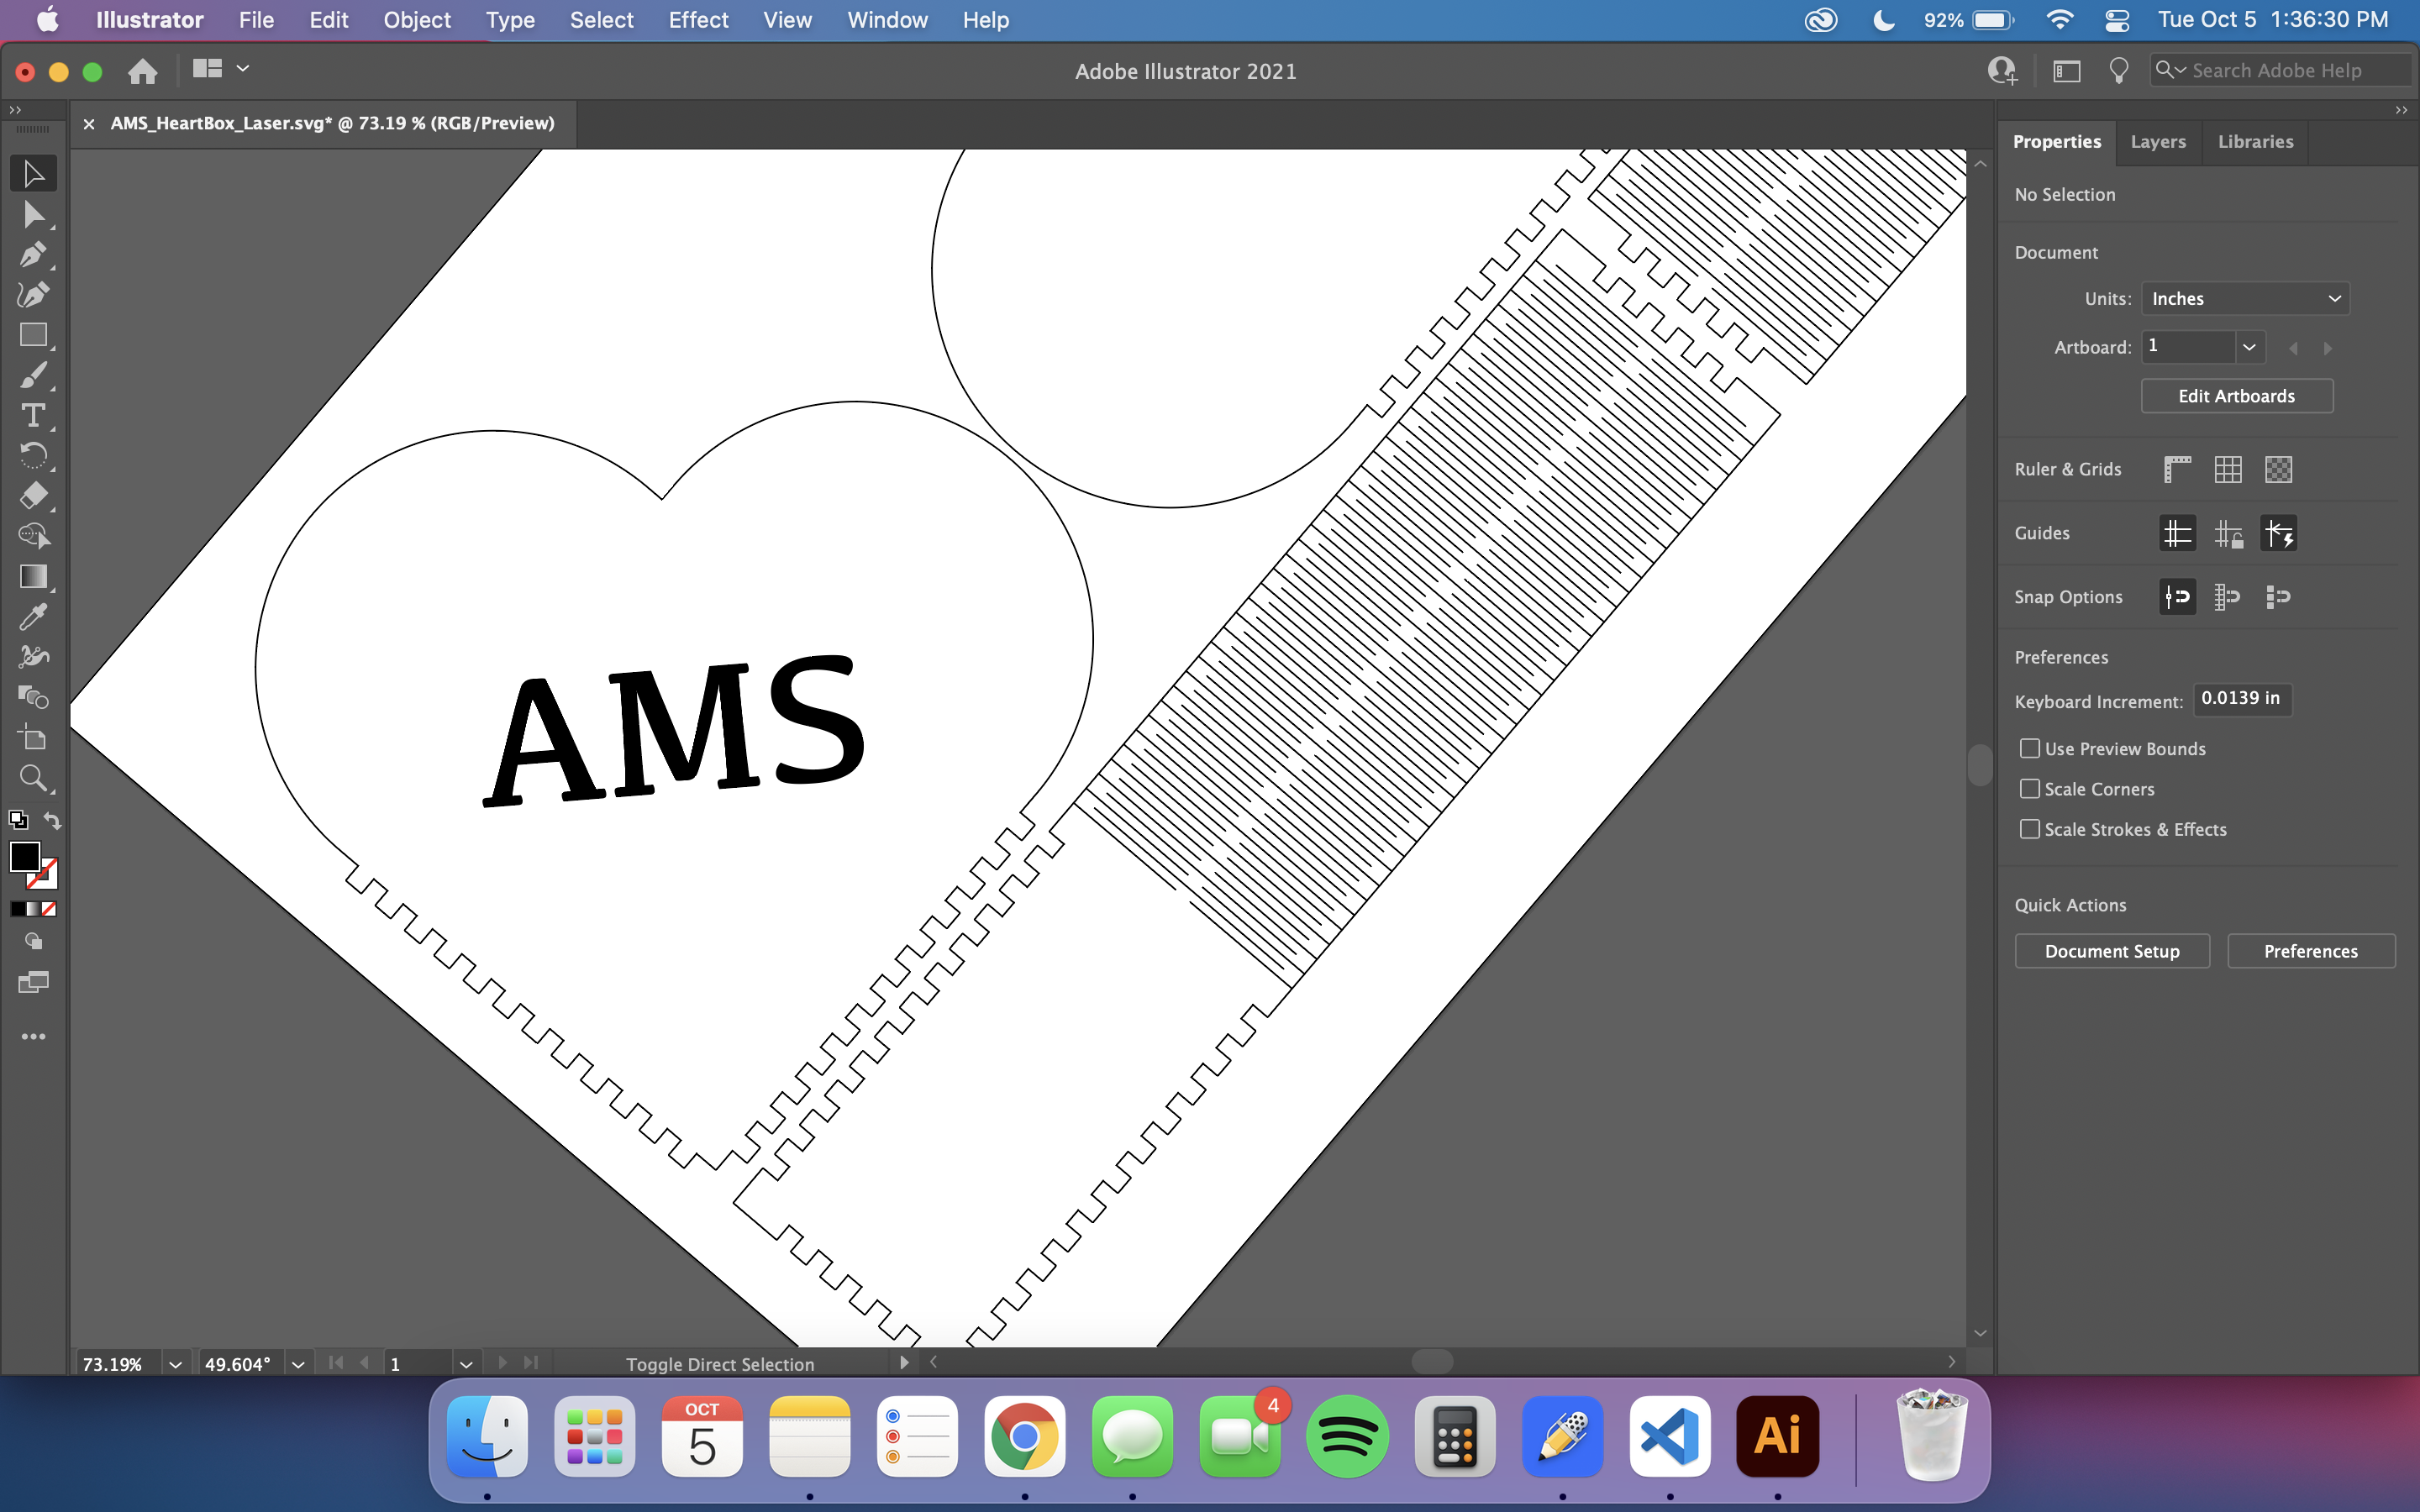 Illustrator File Edit Object Type Select Effect View Window Help 92% Tue Oct 5 1:36:30 PM
Adobe Illustrator 2021 Search Adobe Help
AMS_HeartBox_Laser.svg* @ 73.19 % (RGB/Preview)
Properties Layers Libraries
No Selection
Document
Units: Inches
Artboard: 1
Edit Artboards
Ruler & Grids
Guides
Snap Options
Preferences
Keyboard Increment: 0.0139 in
Use Preview Bounds
Scale Corners
Scale Strokes & Effects
Quick Actions
Document Setup Preferences
AMS
73.19% 49.604° 1 Toggle Direct Selection
OCT
5
4
Ai